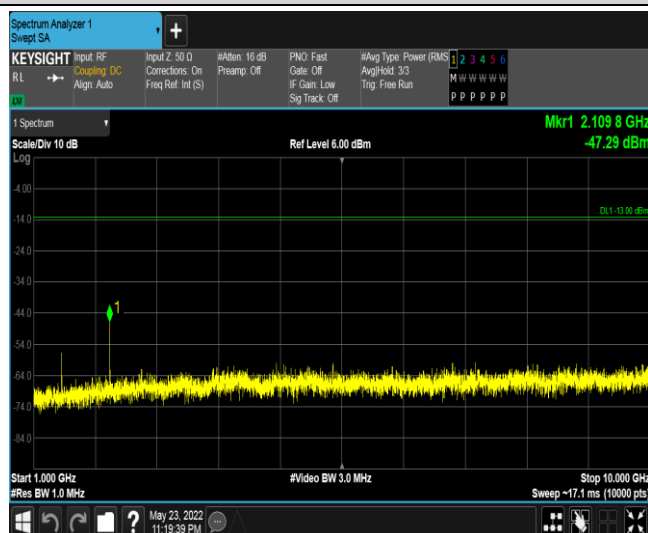 Spectrum Analyzer 1
Swept SA
KEYSIGHT
RL
LXI
Input: RF
Coupling: DC
Align: Auto
Input Z: 50 Ω
Corrections: On
Freq Ref: Int (S)
#Atten: 16 dB
Preamp: Off
PNO: Fast
Gate: Off
IF Gain: Low
Sig Track: Off
#Avg Type: Power (RMS
Avg|Hold: 3/3
Trig: Free Run
1 2 3 4 5 6
M W W W W W
P P P P P P
1 Spectrum
Mkr1 2.109 8 GHz
Scale/Div 10 dB
Ref Level 6.00 dBm
-47.29 dBm
Log
-4.00
DL1 -13.00 dBm
-14.0
-24.0
-34.0
-44.0
1
-54.0
-64.0
-74.0
-84.0
Start 1.000 GHz
#Video BW 3.0 MHz
Stop 10.000 GHz
#Res BW 1.0 MHz
Sweep ~17.1 ms (10000 pts)
?
May 23, 2022
11:19:39 PM